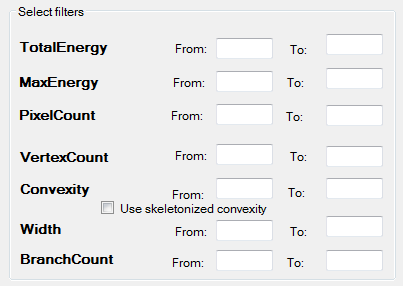 Select filters
TotalEnergy From: To:
MaxEnergy From: To:
PixelCount From: To:
VertexCount From: To:
Convexity From: To:
Use skeletonized convexity
Width From: To:
BranchCount From: To: